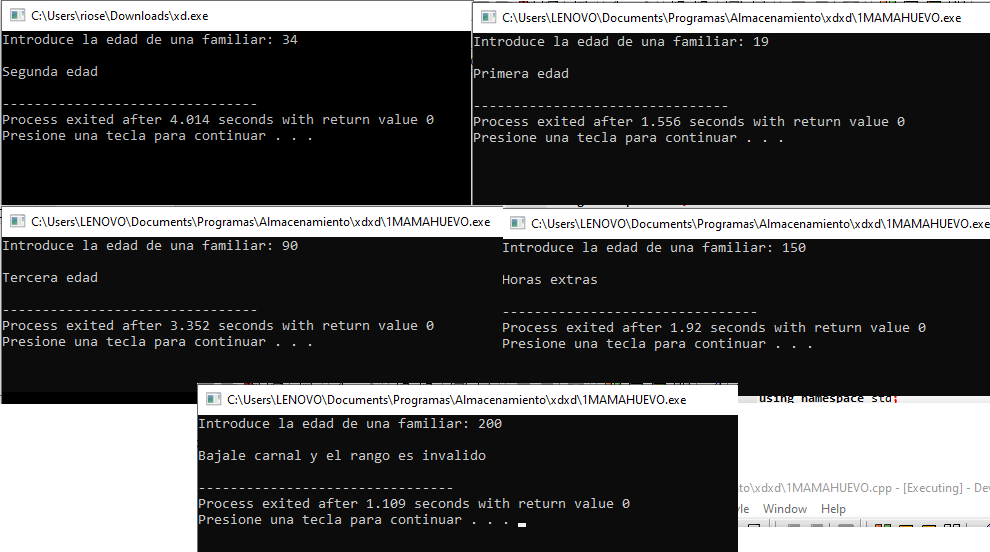 C:\Users\riose\Downloads\xd.exe
Introduce la edad de una familiar: 34
Segunda edad
--------------------------------
Process exited after 4.014 seconds with return value 0
Presione una tecla para continuar . . .
C:\Users\LENOVO\Documents\Programas\Almacenamiento\xdxd\1MAMAHUEVO.exe
Introduce la edad de una familiar: 19
Primera edad
--------------------------------
Process exited after 1.556 seconds with return value 0
Presione una tecla para continuar . . .
C:\Users\LENOVO\Documents\Programas\Almacenamiento\xdxd\1MAMAHUEVO.exe
Introduce la edad de una familiar: 90
Tercera edad
--------------------------------
Process exited after 3.352 seconds with return value 0
Presione una tecla para continuar . . .
C:\Users\LENOVO\Documents\Programas\Almacenamiento\xdxd\1MAMAHUEVO.exe
Introduce la edad de una familiar: 150
Horas extras
--------------------------------
Process exited after 1.92 seconds with return value 0
Presione una tecla para continuar . . .
using namespace std;
C:\Users\LENOVO\Documents\Programas\Almacenamiento\xdxd\1MAMAHUEVO.exe
Introduce la edad de una familiar: 200
Bajale carnal y el rango es invalido
--------------------------------
Process exited after 1.109 seconds with return value 0
Presione una tecla para continuar . . .
to\xdxd\1MAMAHUEVO.cpp - [Executing] - De
Window Help